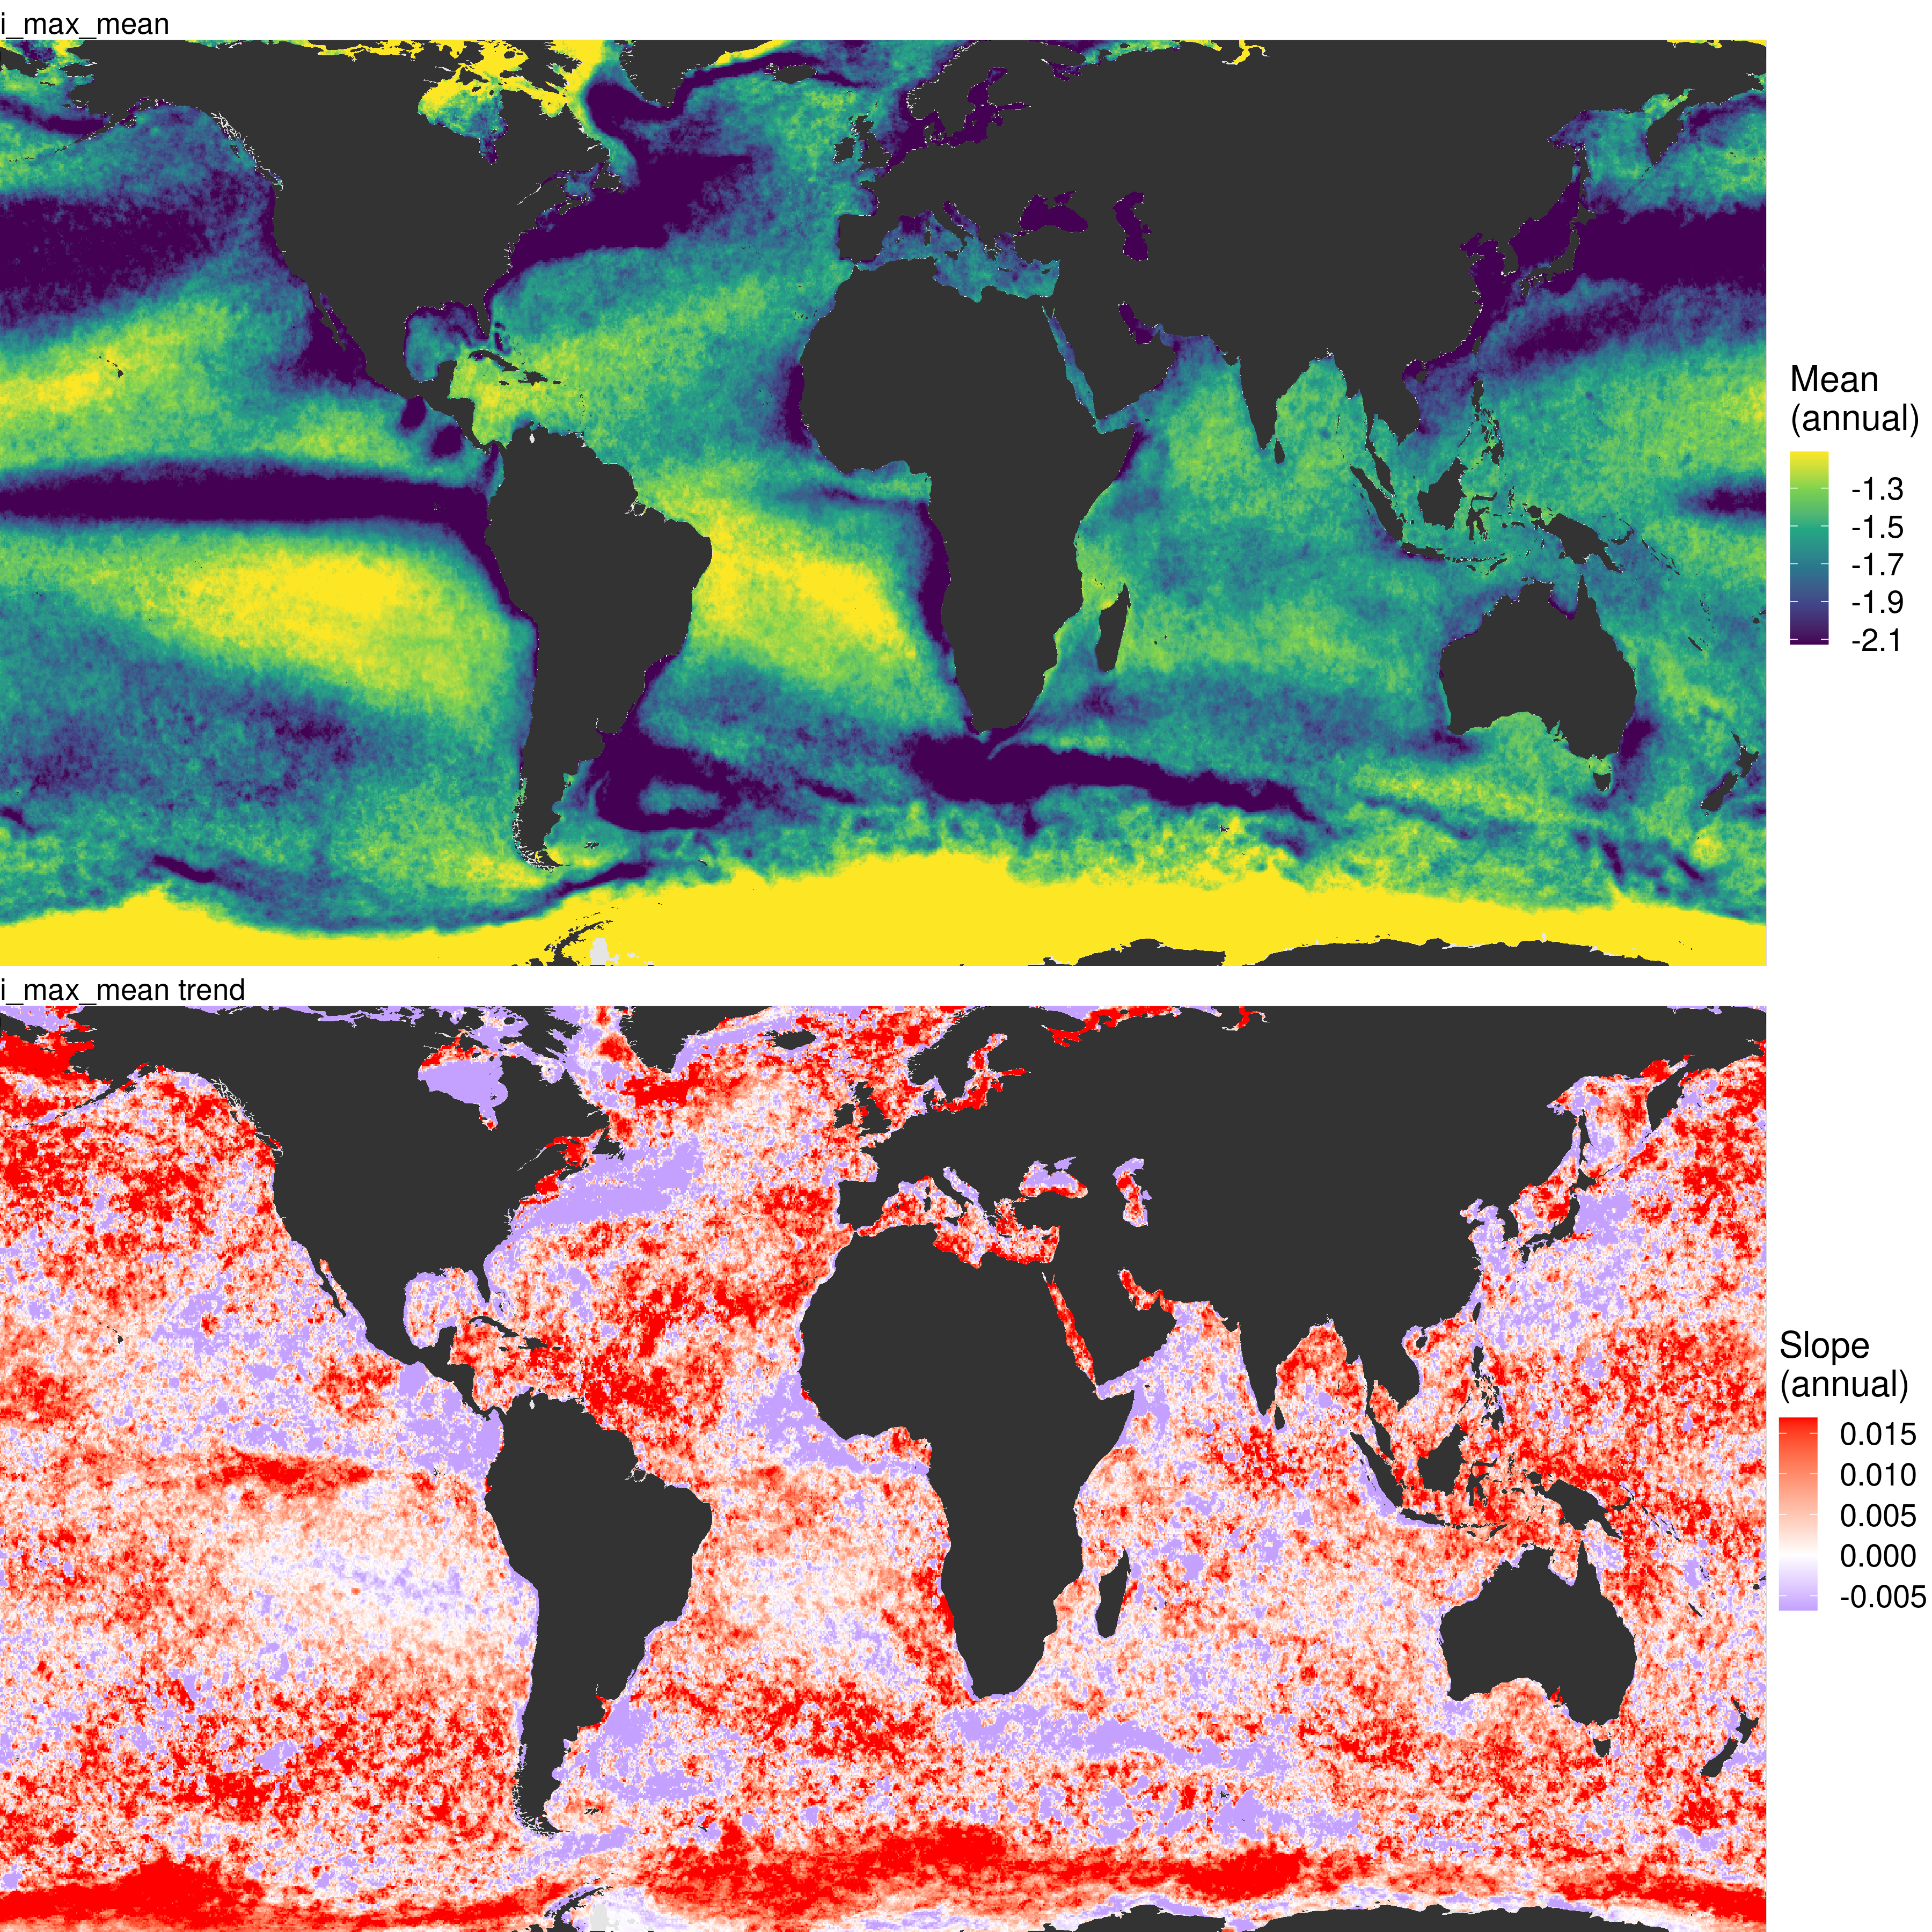 i_max_mean
Mean
(annual)
-1.3
-1.5
-1.7
-1.9
-2.1
i_max_mean trend
Slope
(annual)
0.015
0.010
0.005
0.000
-0.005